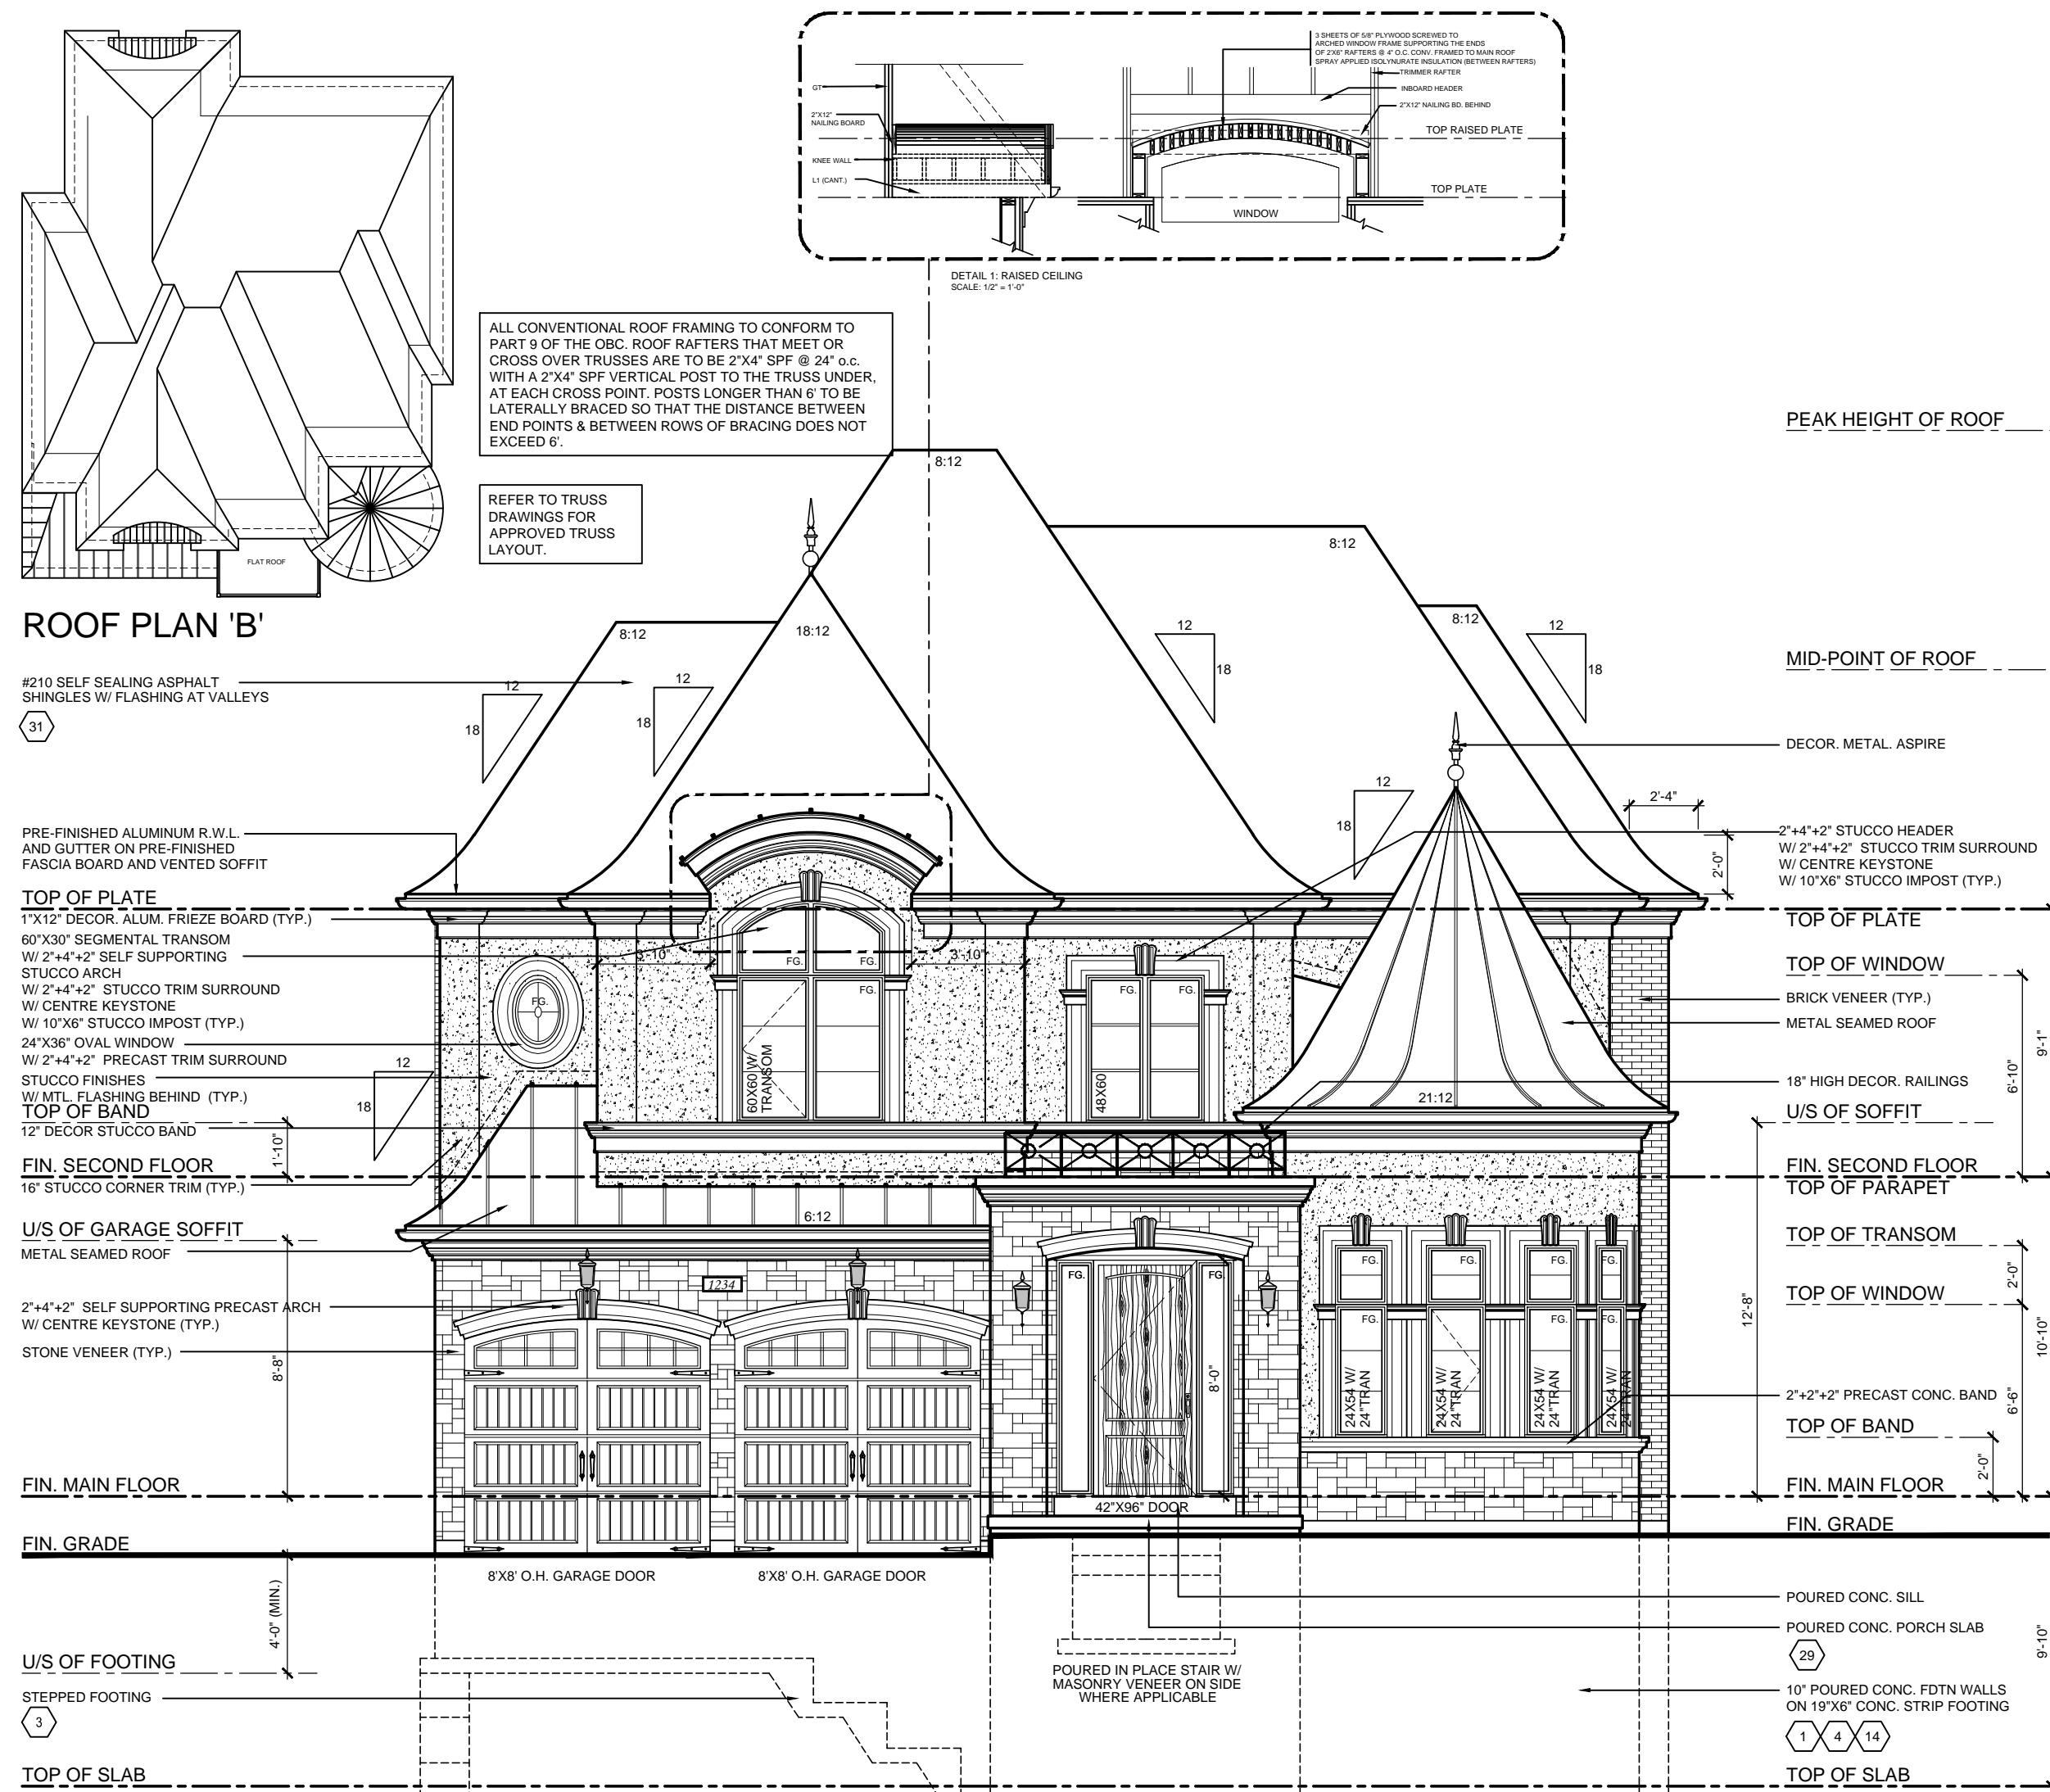 3 SHEETS OF 5/8" PLYWOOD SCREWED TO
ARCHED WINDOW FRAME SUPPORTING THE ENDS
OF 2'X6" RAFTERS @ 4" O.C. CONV. FRAMED TO MAIN ROOF
SPRAY APPLIED ISOLYNURATE INSULATION (BETWEEN RAFTERS)
TRIMMER RAFTER
INBOARD HEADER
2"X12" NAILING BD. BEHIND
GT
2"X12"
NAILING BOARD
KNEE WALL
L1 (CANT.)
TOP RAISED PLATE
TOP PLATE
WINDOW
DETAIL 1: RAISED CEILING
SCALE: 1/2" = 1'-0"
ALL CONVENTIONAL ROOF FRAMING TO CONFORM TO
PART 9 OF THE OBC. ROOF RAFTERS THAT MEET OR
CROSS OVER TRUSSES ARE TO BE 2"X4" SPF @ 24" o.c.
WITH A 2"X4" SPF VERTICAL POST TO THE TRUSS UNDER,
AT EACH CROSS POINT. POSTS LONGER THAN 6' TO BE
LATERALLY BRACED SO THAT THE DISTANCE BETWEEN
END POINTS & BETWEEN ROWS OF BRACING DOES NOT
EXCEED 6'.
REFER TO TRUSS
DRAWINGS FOR
APPROVED TRUSS
LAYOUT.
FLAT ROOF
ROOF PLAN 'B'
#210 SELF SEALING ASPHALT
SHINGLES W/ FLASHING AT VALLEYS
31
PRE-FINISHED ALUMINUM R.W.L.
AND GUTTER ON PRE-FINISHED
FASCIA BOARD AND VENTED SOFFIT
TOP OF PLATE
1"X12" DECOR. ALUM. FRIEZE BOARD (TYP.)
60"X30" SEGMENTAL TRANSOM
W/ 2"+4"+2" SELF SUPPORTING
STUCCO ARCH
W/ 2"+4"+2" STUCCO TRIM SURROUND
W/ CENTRE KEYSTONE
W/ 10"X6" STUCCO IMPOST (TYP.)
24"X36" OVAL WINDOW
W/ 2"+4"+2" PRECAST TRIM SURROUND
STUCCO FINISHES
W/ MTL. FLASHING BEHIND (TYP.)
TOP OF BAND
12" DECOR STUCCO BAND
1'-10"
FIN. SECOND FLOOR
16" STUCCO CORNER TRIM (TYP.)
U/S OF GARAGE SOFFIT
METAL SEAMED ROOF
2"+4"+2" SELF SUPPORTING PRECAST ARCH
W/ CENTRE KEYSTONE (TYP.)
STONE VENEER (TYP.)
8'-8"
FIN. MAIN FLOOR
FIN. GRADE
4'-0" (MIN.)
U/S OF FOOTING
STEPPED FOOTING
3
TOP OF SLAB
8:12
8:12
8:12
18:12
8:12
12
18
12
18
12
18
12
18
12
18
12
18
3'-10"
3'-10"
FG.
FG.
FG.
FG.
FG.
FG.
60X60 W/
TRANSOM
48X60
21:12
6:12
1234
FG.
FG.
8'-0"
42"X96" DOOR
FG.
FG.
FG.
FG.
FG.
FG.
FG.
24X54 W/
24"TRAN
24X54 W/
24"TRAN
24X54 W/
24"TRAN
24X54 W/
24"TRAN
8'X8' O.H. GARAGE DOOR
8'X8' O.H. GARAGE DOOR
POURED IN PLACE STAIR W/
MASONRY VENEER ON SIDE
WHERE APPLICABLE
PEAK HEIGHT OF ROOF
MID-POINT OF ROOF
DECOR. METAL. ASPIRE
2'-4"
2'-0"
2"+4"+2" STUCCO HEADER
W/ 2"+4"+2" STUCCO TRIM SURROUND
W/ CENTRE KEYSTONE
W/ 10"X6" STUCCO IMPOST (TYP.)
TOP OF PLATE
TOP OF WINDOW
BRICK VENEER (TYP.)
METAL SEAMED ROOF
9'-1"
6'-10"
18" HIGH DECOR. RAILINGS
U/S OF SOFFIT
FIN. SECOND FLOOR
TOP OF PARAPET
TOP OF TRANSOM
2'-0"
TOP OF WINDOW
12'-8"
10'-10"
6'-6"
2"+2"+2" PRECAST CONC. BAND
TOP OF BAND
2'-0"
FIN. MAIN FLOOR
FIN. GRADE
POURED CONC. SILL
POURED CONC. PORCH SLAB
29
9'-10"
10" POURED CONC. FDTN WALLS
ON 19"X6" CONC. STRIP FOOTING
1 4 14
TOP OF SLAB